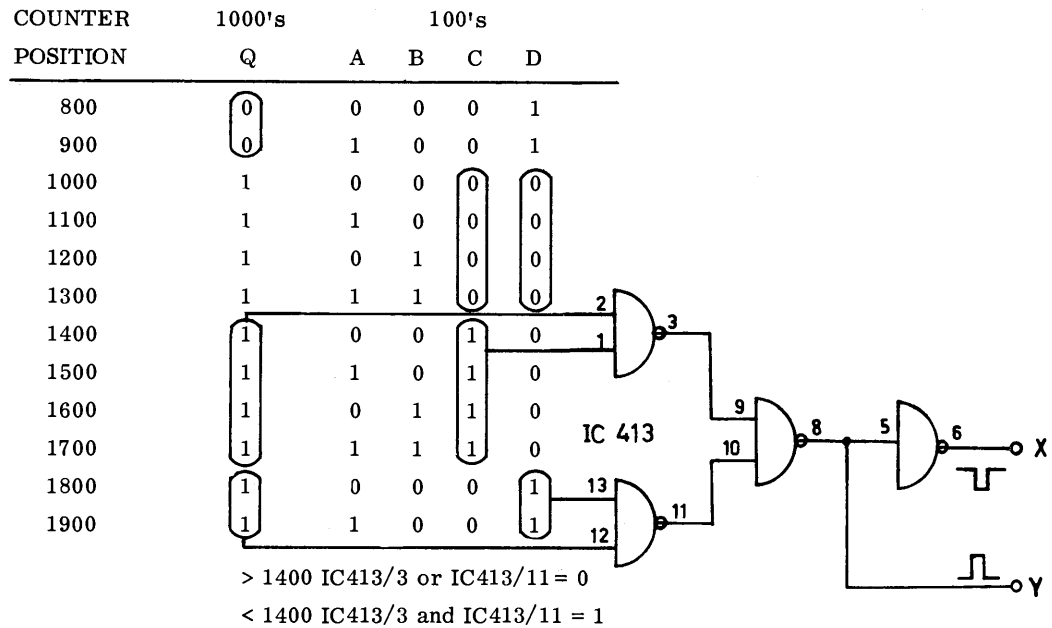 COUNTER 1000's 100's
POSITION Q A B C D
800 0 0 0 0 1
900 0 1 0 0 1
1000 1 0 0 0 0
1100 1 1 0 0 0
1200 1 0 1 0 0
1300 1 1 1 0 0 2 3
1400 1 0 0 1 0 1
1500 1 1 0 1 0
1600 1 0 1 1 0 9 8 5 6
1700 1 1 1 1 0 IC 413 10 X
1800 1 0 0 0 1 13 11
1900 1 1 0 0 1 12
> 1400 IC413/3 or IC413/11 = 0 Y
< 1400 IC413/3 and IC413/11 = 1